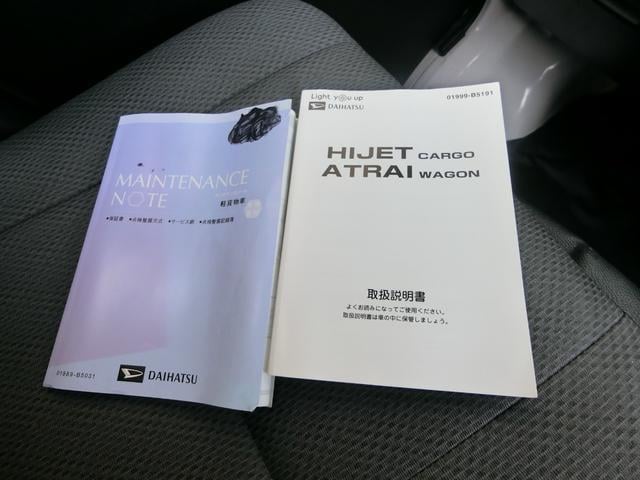 MAINTENANCE
NOTE
軽貨物車
•保証書 •点検整備方式 •サービス網 •点検整備記録簿
01989-B5031
DAIHATSU
Light you up
DAIHATSU
01999-B5191
HIJET CARGO
ATRAI WAGON
取扱説明書
よくお読みになってご使用ください。
取扱説明書は車の中に保管しましょう。